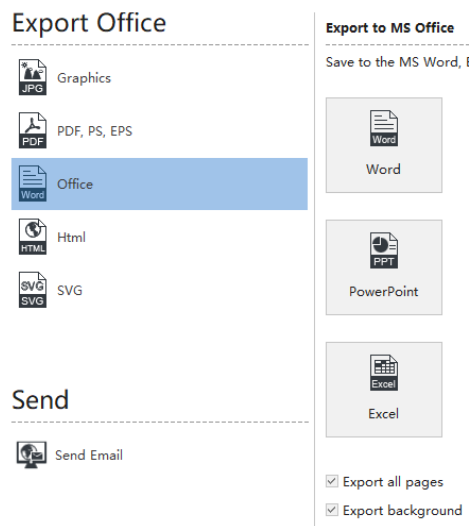 Export Office
JPG
Graphics
PDF
PDF, PS, EPS
Word
Office
HTML
Html
SVG
SVG
SVG
Send
Send Email
Export to MS Office
Save to the MS Word,
Word
Word
PPT
PowerPoint
Excel
Excel
Export all pages
Export background